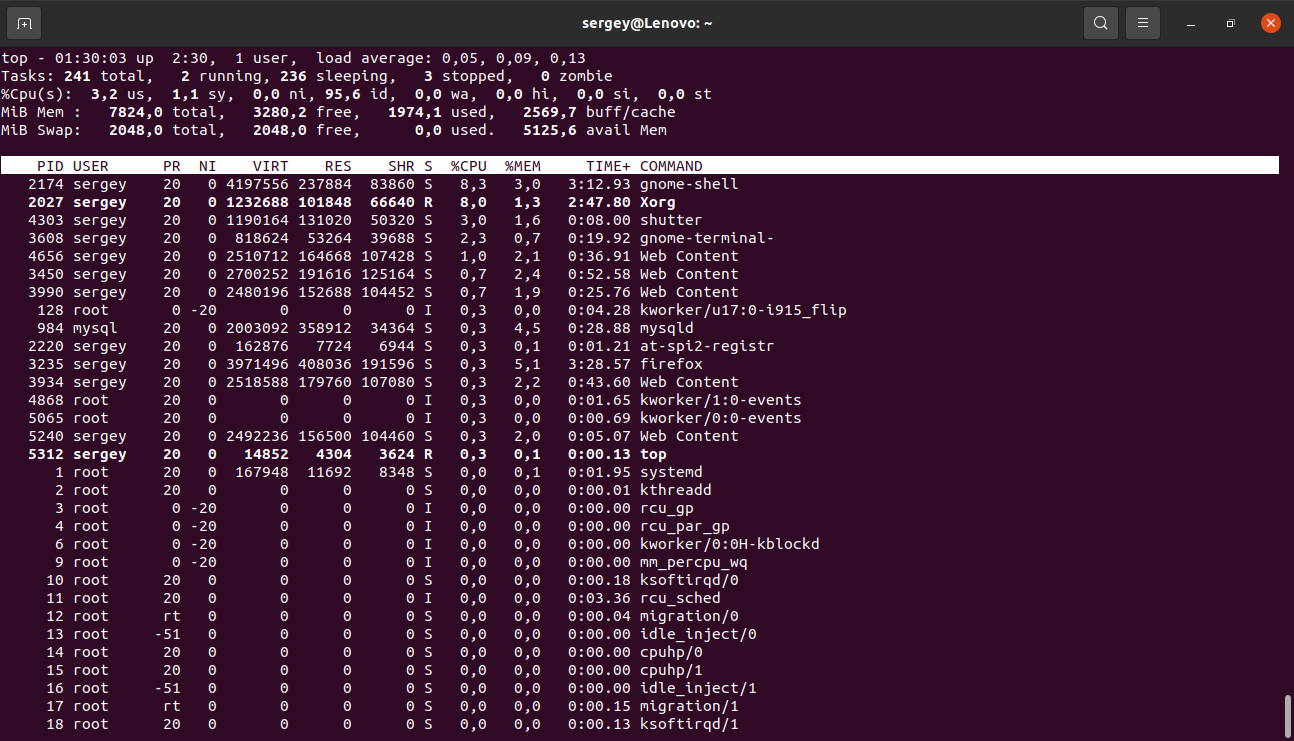 sergey@Lenovo: ~
top - 01:30:03 up  2:30,  1 user,  load average: 0,05, 0,09, 0,13
Tasks: 241 total,   2 running, 236 sleeping,   3 stopped,   0 zombie
%Cpu(s):  3,2 us,  1,1 sy,  0,0 ni, 95,6 id,  0,0 wa,  0,0 hi,  0,0 si,  0,0 st
MiB Mem :   7824,0 total,   3280,2 free,   1974,1 used,   2569,7 buff/cache
MiB Swap:   2048,0 total,   2048,0 free,      0,0 used.   5125,6 avail Mem
    PID USER      PR  NI    VIRT    RES    SHR S  %CPU  %MEM     TIME+ COMMAND
   2174 sergey    20   0 4197556 237884  83860 S   8,3   3,0   3:12.93 gnome-shell
   2027 sergey    20   0 1232688 101848  66640 R   8,0   1,3   2:47.80 Xorg
   4303 sergey    20   0 1190164 131020  50320 S   3,0   1,6   0:08.00 shutter
   3608 sergey    20   0  818624  53264  39688 S   2,3   0,7   0:19.92 gnome-terminal-
   4656 sergey    20   0 2510712 164668 107428 S   1,0   2,1   0:36.91 Web Content
   3450 sergey    20   0 2700252 191616 125164 S   0,7   2,4   0:52.58 Web Content
   3990 sergey    20   0 2480196 152688 104452 S   0,7   1,9   0:25.76 Web Content
    128 root       0 -20       0      0      0 I   0,3   0,0   0:04.28 kworker/u17:0-i915_flip
    984 mysql     20   0 2003092 358912  34364 S   0,3   4,5   0:28.88 mysqld
   2220 sergey    20   0  162876   7724   6944 S   0,3   0,1   0:01.21 at-spi2-registr
   3235 sergey    20   0 3971496 408036 191596 S   0,3   5,1   3:28.57 firefox
   3934 sergey    20   0 2518588 179760 107080 S   0,3   2,2   0:43.60 Web Content
   4868 root      20   0       0      0      0 I   0,3   0,0   0:01.65 kworker/1:0-events
   5065 root      20   0       0      0      0 I   0,3   0,0   0:00.69 kworker/0:0-events
   5240 sergey    20   0 2492236 156500 104460 S   0,3   2,0   0:05.07 Web Content
   5312 sergey    20   0   14852   4304   3624 R   0,3   0,1   0:00.13 top
      1 root      20   0  167948  11692   8348 S   0,0   0,1   0:01.95 systemd
      2 root      20   0       0      0      0 S   0,0   0,0   0:00.01 kthreadd
      3 root       0 -20       0      0      0 I   0,0   0,0   0:00.00 rcu_gp
      4 root       0 -20       0      0      0 I   0,0   0,0   0:00.00 rcu_par_gp
      6 root       0 -20       0      0      0 I   0,0   0,0   0:00.00 kworker/0:0H-kblockd
      9 root       0 -20       0      0      0 I   0,0   0,0   0:00.00 mm_percpu_wq
     10 root      20   0       0      0      0 S   0,0   0,0   0:00.18 ksoftirqd/0
     11 root      20   0       0      0      0 I   0,0   0,0   0:03.36 rcu_sched
     12 root      rt   0       0      0      0 S   0,0   0,0   0:00.04 migration/0
     13 root     -51   0       0      0      0 S   0,0   0,0   0:00.00 idle_inject/0
     14 root      20   0       0      0      0 S   0,0   0,0   0:00.00 cpuhp/0
     15 root      20   0       0      0      0 S   0,0   0,0   0:00.00 cpuhp/1
     16 root     -51   0       0      0      0 S   0,0   0,0   0:00.00 idle_inject/1
     17 root      rt   0       0      0      0 S   0,0   0,0   0:00.15 migration/1
     18 root      20   0       0      0      0 S   0,0   0,0   0:00.13 ksoftirqd/1